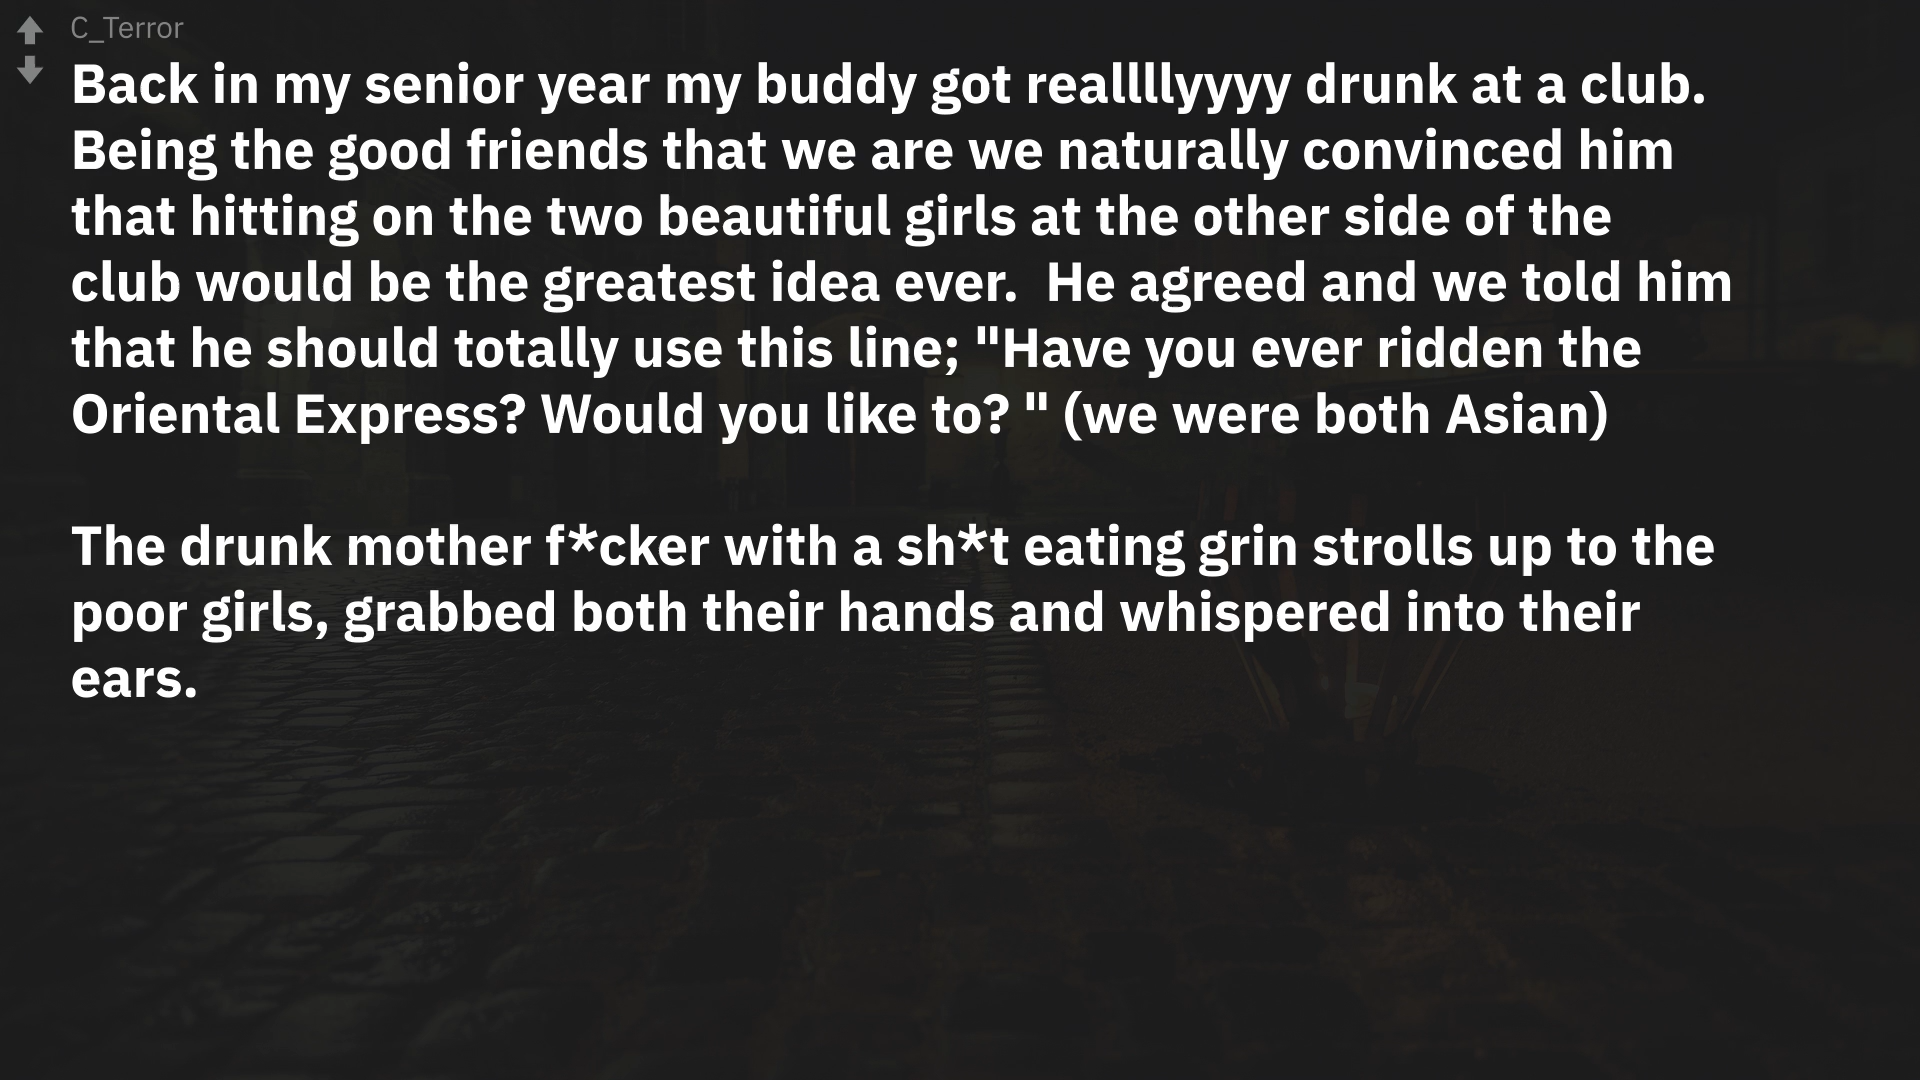 C_Terror
Back in my senior year my buddy got reallllyyyy drunk at a club.
Being the good friends that we are we naturally convinced him
that hitting on the two beautiful girls at the other side of the
club would be the greatest idea ever.  He agreed and we told him
that he should totally use this line; "Have you ever ridden the
Oriental Express? Would you like to? " (we were both Asian)
The drunk mother f*cker with a sh*t eating grin strolls up to the
poor girls, grabbed both their hands and whispered into their
ears.